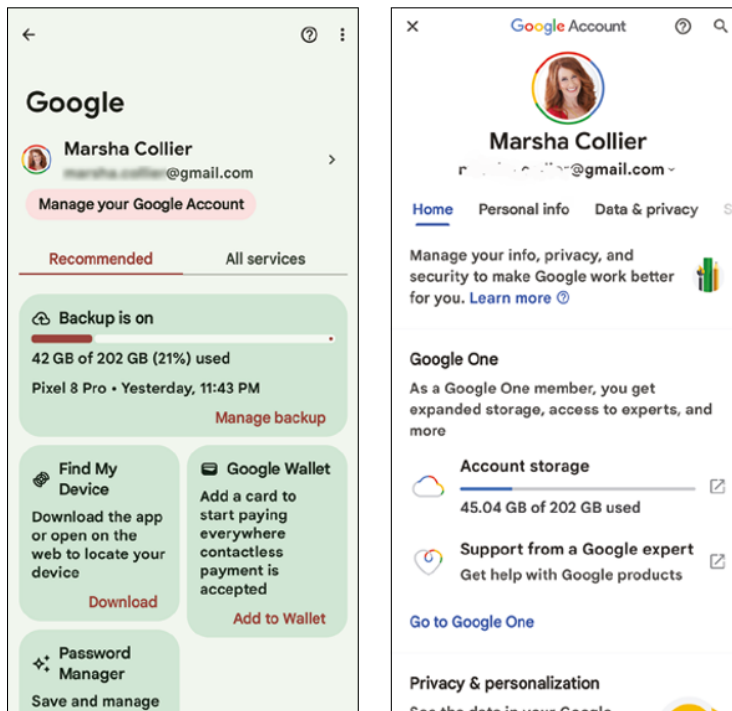 Google
Marsha Collier
@gmail.com
Manage your Google Account
Recommended
All services
Backup is on
42 GB of 202 GB (21%) used
Pixel 8 Pro • Yesterday, 11:43 PM
Manage backup
Find My
Device
Download the app
or open on the
web to locate your
device
Download
Google Wallet
Add a card to
start paying
everywhere
contactless
payment is
accepted
Add to Wallet
Password
Manager
Save and manage
Google Account
Marsha Collier
@gmail.com
Home
Personal info
Data & privacy
S
Manage your info, privacy, and
security to make Google work better
for you. Learn more
Google One
As a Google One member, you get
expanded storage, access to experts, and
more
Account storage
45.04 GB of 202 GB used
Support from a Google expert
Get help with Google products
Go to Google One
Privacy & personalization
See the data in your Google